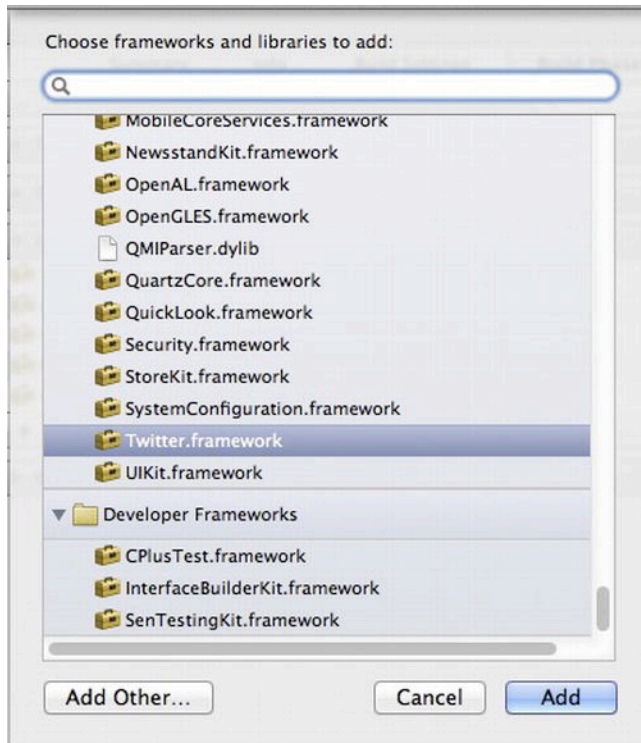 Choose frameworks and libraries to add:
MobileCoreServices.framework
NewsstandKit.framework
OpenAL.framework
OpenGLES.framework
QMIParser.dylib
QuartzCore.framework
QuickLook.framework
Security.framework
StoreKit.framework
SystemConfiguration.framework
Twitter.framework
UIKit.framework
Developer Frameworks
CPlusTest.framework
InterfaceBuilderKit.framework
SenTestingKit.framework
Add Other... Cancel Add